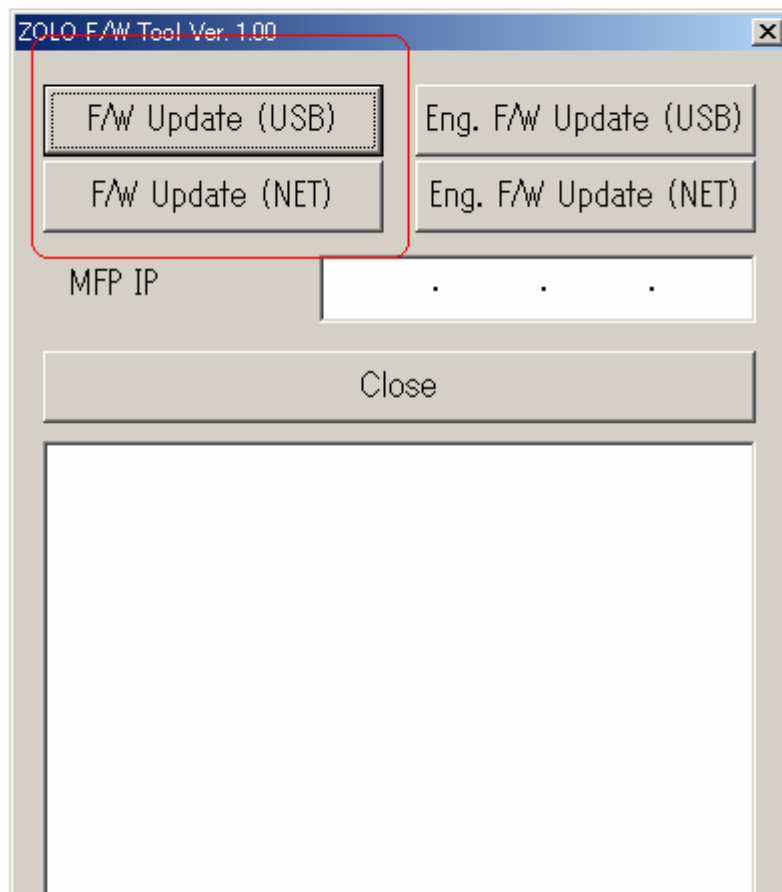 ZOLO F/W Tool Ver. 1.00
F/W Update (USB) Eng. F/W Update (USB)
F/W Update (NET) Eng. F/W Update (NET)
MFP IP . . .
Close